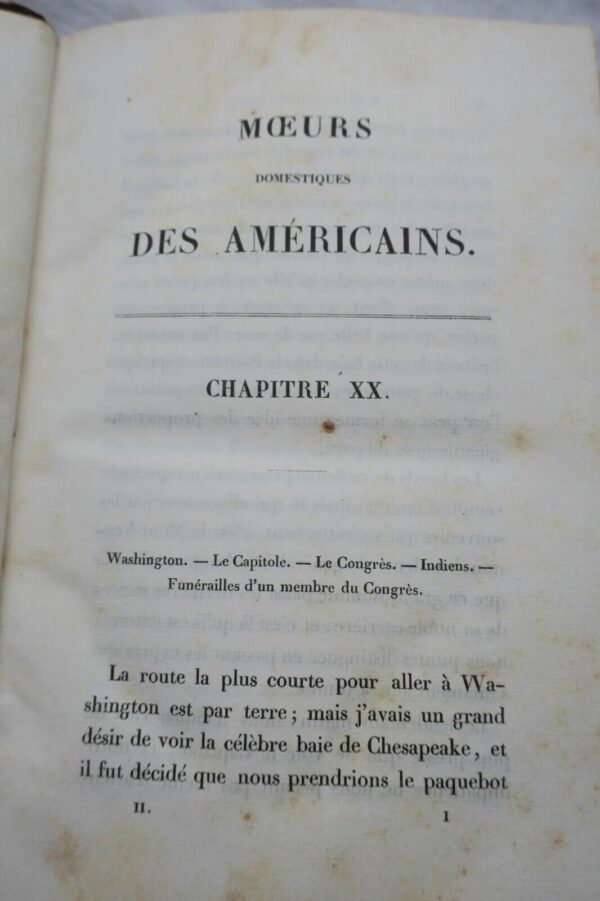 MŒURS
DOMESTIQUES
DES AMÉRICAINS.
CHAPITRE XX.
Washington. — Le Capitole. — Le Congrès. — Indiens. —
Funérailles d'un membre du Congrès.
La route la plus courte pour aller à Wa-
shington est par terre; mais j'avais un grand
désir de voir la célèbre baie de Chesapeake, et
il fut décidé que nous prendrions le paquebot
II.
1